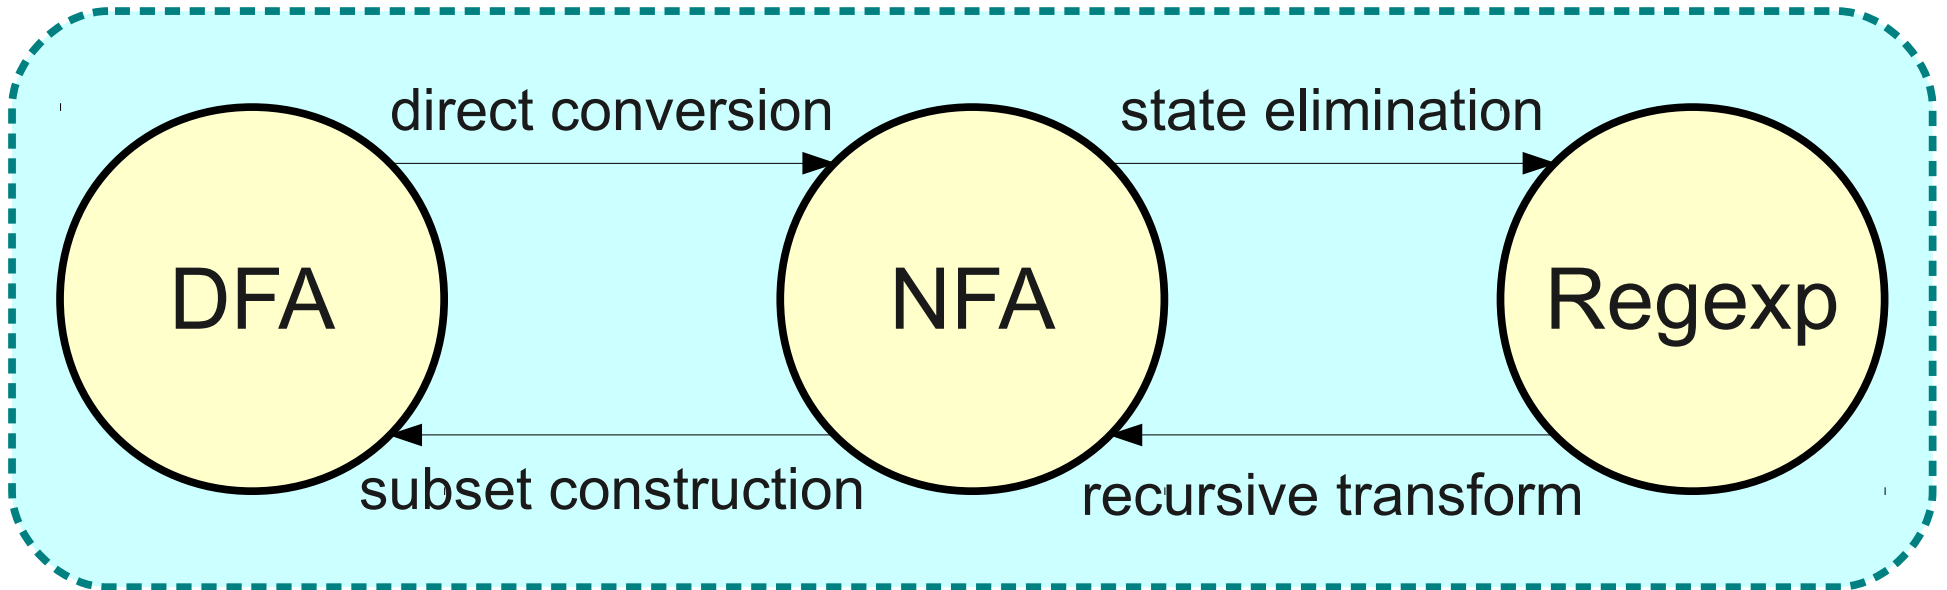 direct conversion
state elimination
DFA
NFA
Regexp
subset construction
recursive transform